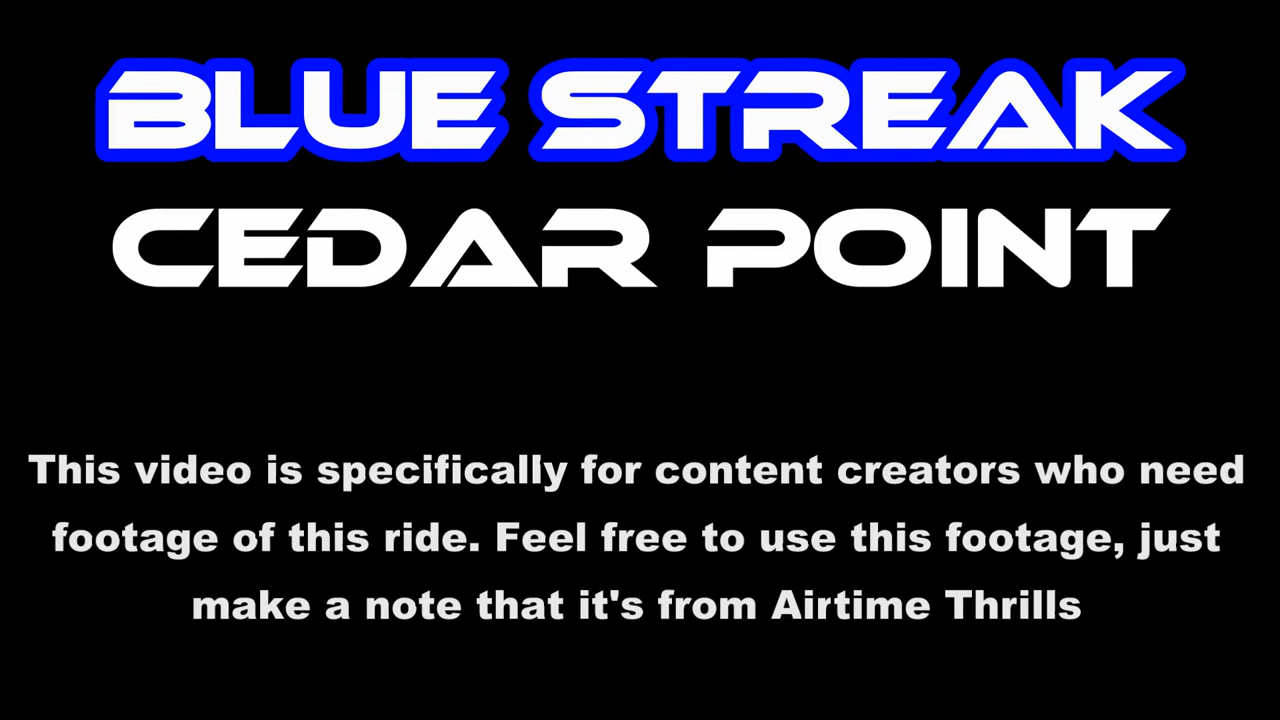 BLUE STREAK
CEDAR POINT
This video is specifically for content creators who need
footage of this ride. Feel free to use this footage, just
make a note that it's from Airtime Thrills